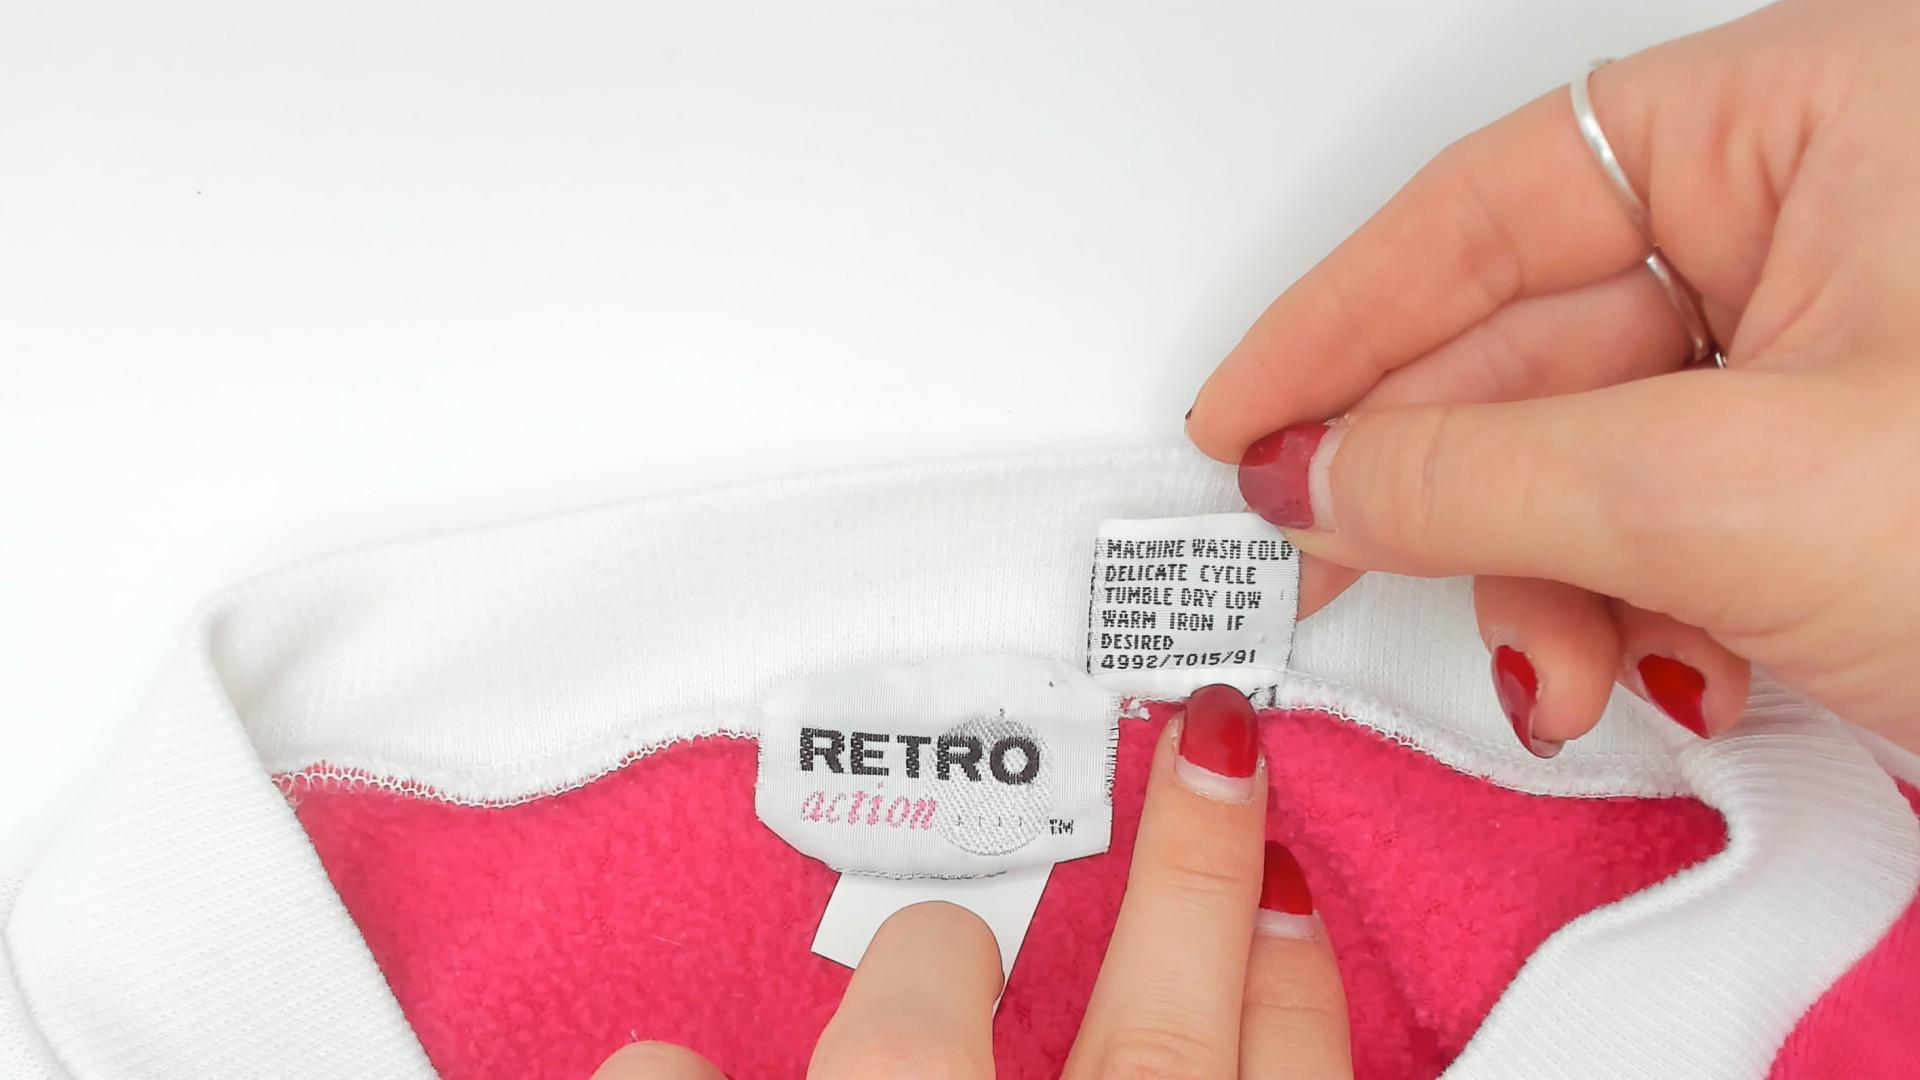 MACHINE WASH COLD
DELICATE CYCLE
TUMBLE DRY LOW
WARM IRON IF
DESIRED
4992/7015/91
RETRO
action
TM